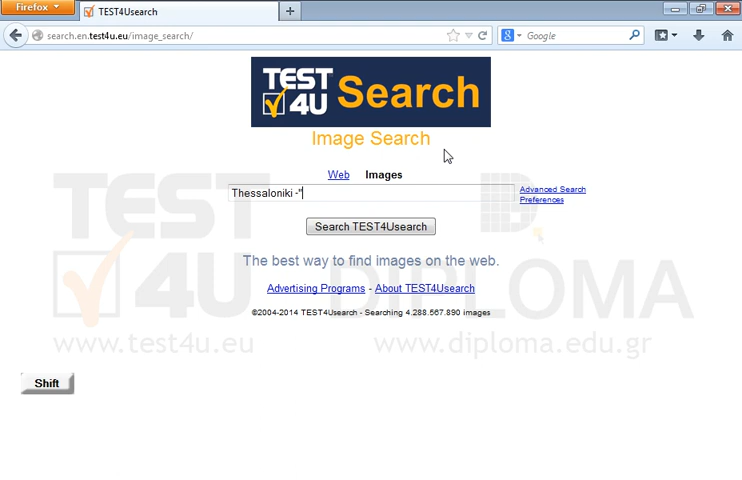 Firefox
TEST4Usearch
search.en.test4u.eu/image_search/
Google
TEST
4U
Search
Image Search
Web Images
Thessaloniki -"
Advanced Search
Preferences
Search TEST4Usearch
The best way to find images on the web.
Advertising Programs - About TEST4Usearch
©2004-2014 TEST4Usearch - Searching 4.288.567.890 images
TEST
4U
DIPLOMA
www.test4u.eu
www.diploma.edu.gr
Shift